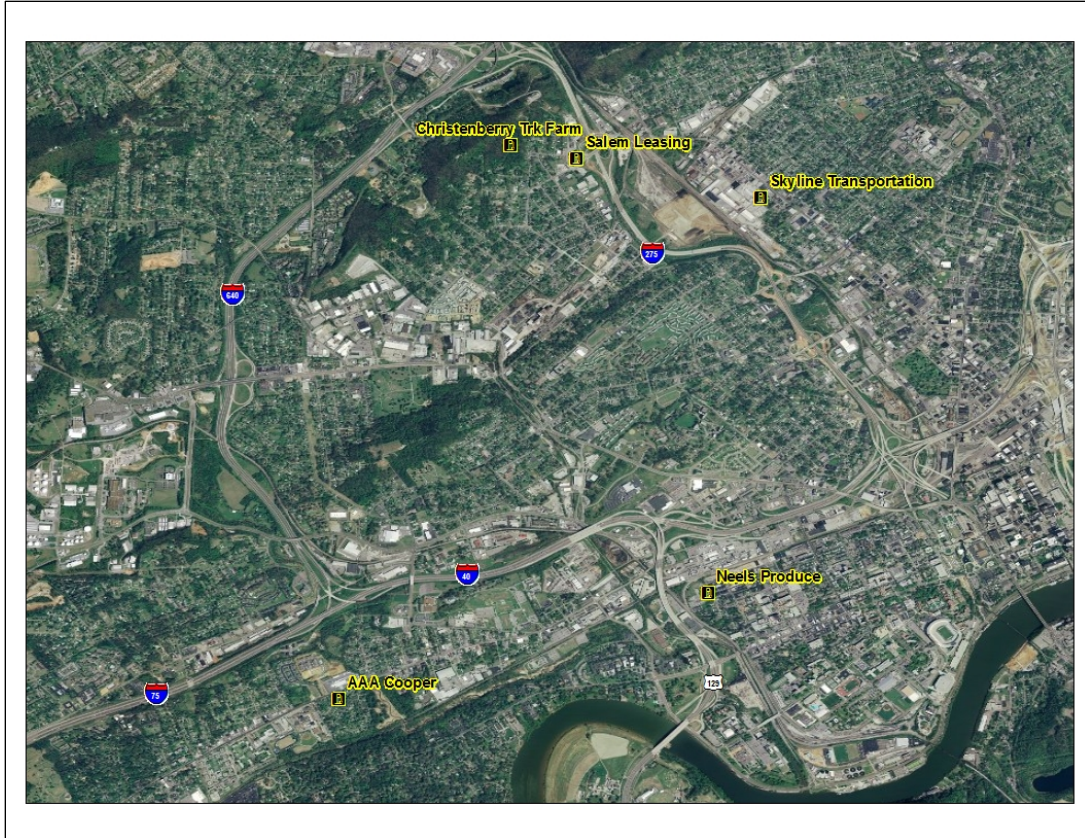 Christenberry Trk Farm
Salem Leasing
Skyline Transportation
275
640
40
Neels Produce
129
AAA Cooper
75